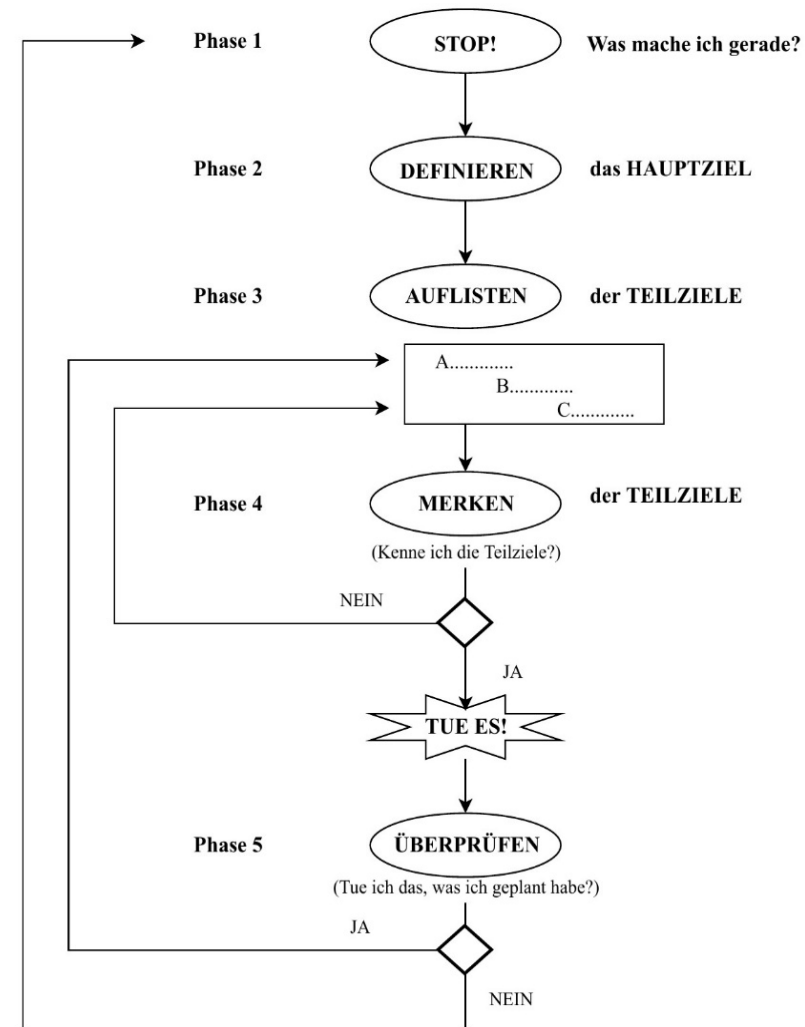 Phase 1 STOP! Was mache ich gerade?
Phase 2 DEFINIEREN das HAUPTZIEL
Phase 3 AUFLISTEN der TEILZIELE
A.............
B.............
C.............
Phase 4 MERKEN der TEILZIELE
(Kenne ich die Teilziele?)
NEIN
JA
TUE ES!
Phase 5 ÜBERPRÜFEN
(Tue ich das, was ich geplant habe?)
JA
NEIN